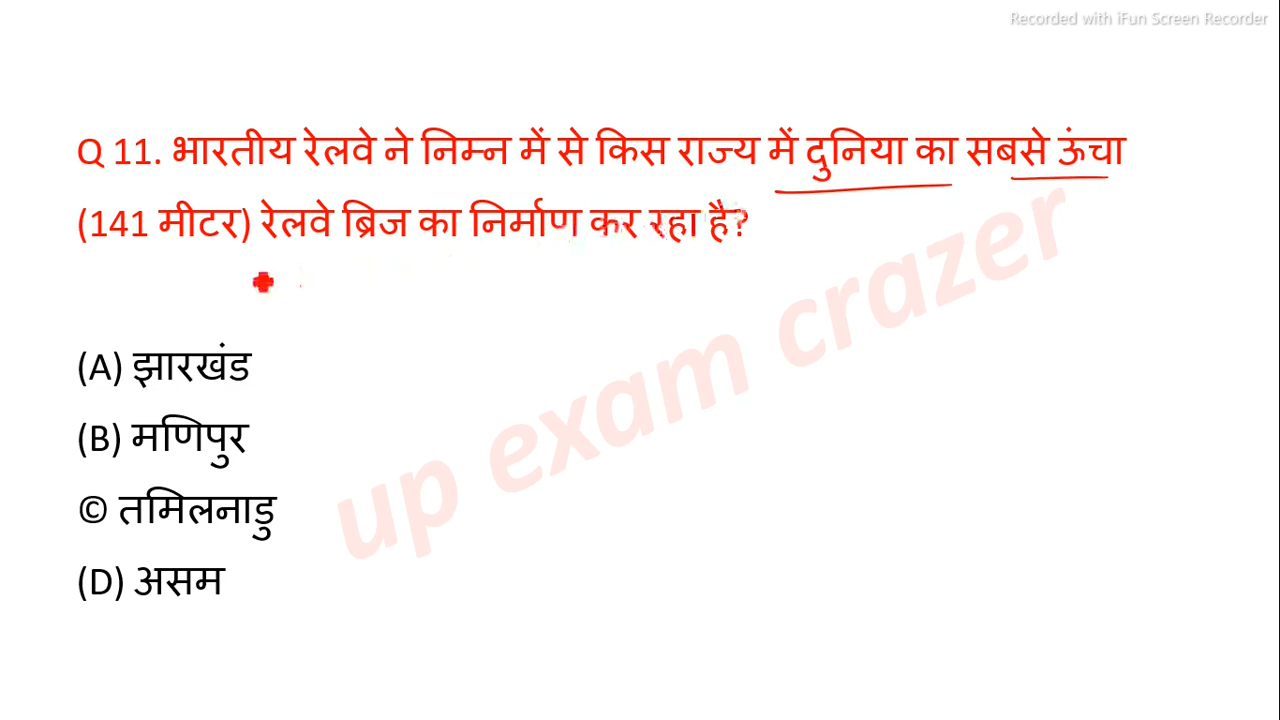 Recorded with iFun Screen Recorder
Q 11. भारतीय रेलवे ने निम्न में से किस राज्य में दुनिया का सबसे ऊंचा
(141 मीटर) रेलवे ब्रिज का निर्माण कर रहा है?
(A) झारखंड
(B) मणिपुर
© तमिलनाडु
(D) असम
up exam crazer